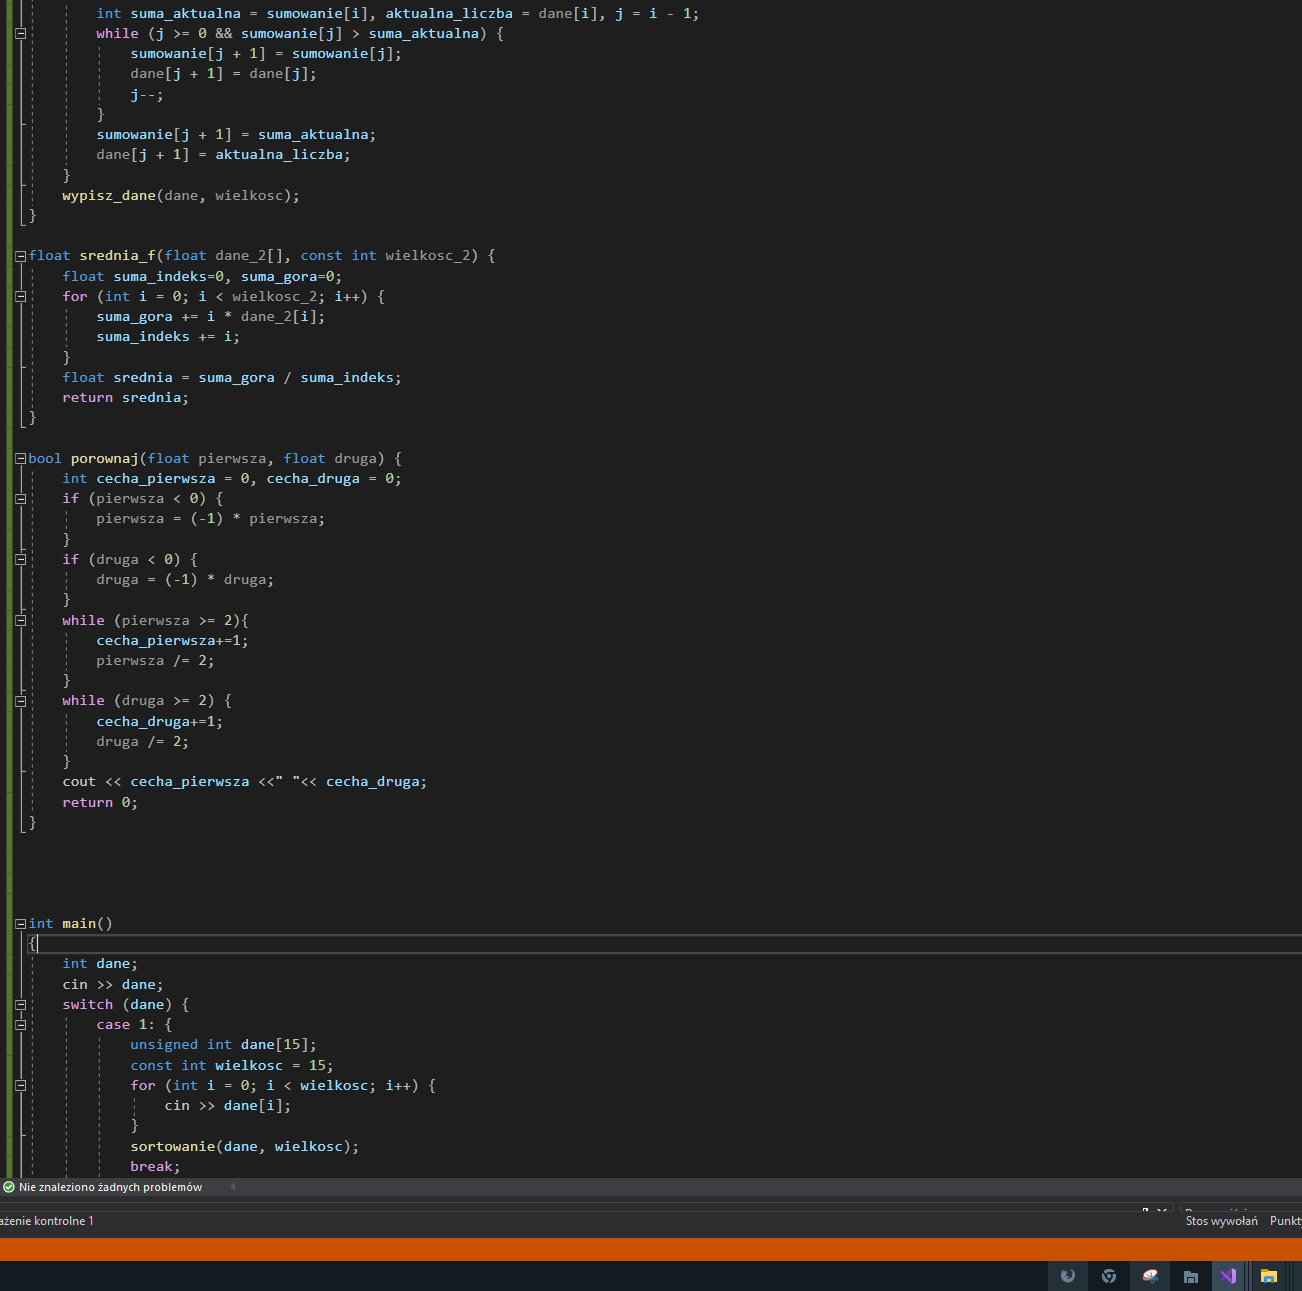 int suma_aktualna = sumowanie[i], aktualna_liczba = dane[i], j = i - 1;
while (j >= 0 && sumowanie[j] > suma_aktualna) {
sumowanie[j + 1] = sumowanie[j];
dane[j + 1] = dane[j];
j--;
}
sumowanie[j + 1] = suma_aktualna;
dane[j + 1] = aktualna_liczba;
}
wypisz_dane(dane, wielkosc);
}
float srednia_f(float dane_2[], const int wielkosc_2) {
float suma_indeks=0, suma_gora=0;
for (int i = 0; i < wielkosc_2; i++) {
suma_gora += i * dane_2[i];
suma_indeks += i;
}
float srednia = suma_gora / suma_indeks;
return srednia;
}
bool porownaj(float pierwsza, float druga) {
int cecha_pierwsza = 0, cecha_druga = 0;
if (pierwsza < 0) {
pierwsza = (-1) * pierwsza;
}
if (druga < 0) {
druga = (-1) * druga;
}
while (pierwsza >= 2){
cecha_pierwsza+=1;
pierwsza /= 2;
}
while (druga >= 2) {
cecha_druga+=1;
druga /= 2;
}
cout << cecha_pierwsza <<" "<< cecha_druga;
return 0;
}
int main()
{
int dane;
cin >> dane;
switch (dane) {
case 1: {
unsigned int dane[15];
const int wielkosc = 15;
for (int i = 0; i < wielkosc; i++) {
cin >> dane[i];
}
sortowanie(dane, wielkosc);
break;
Nie znaleziono żadnych problemów
ażenie kontrolne 1
Stos wywołań Punkty